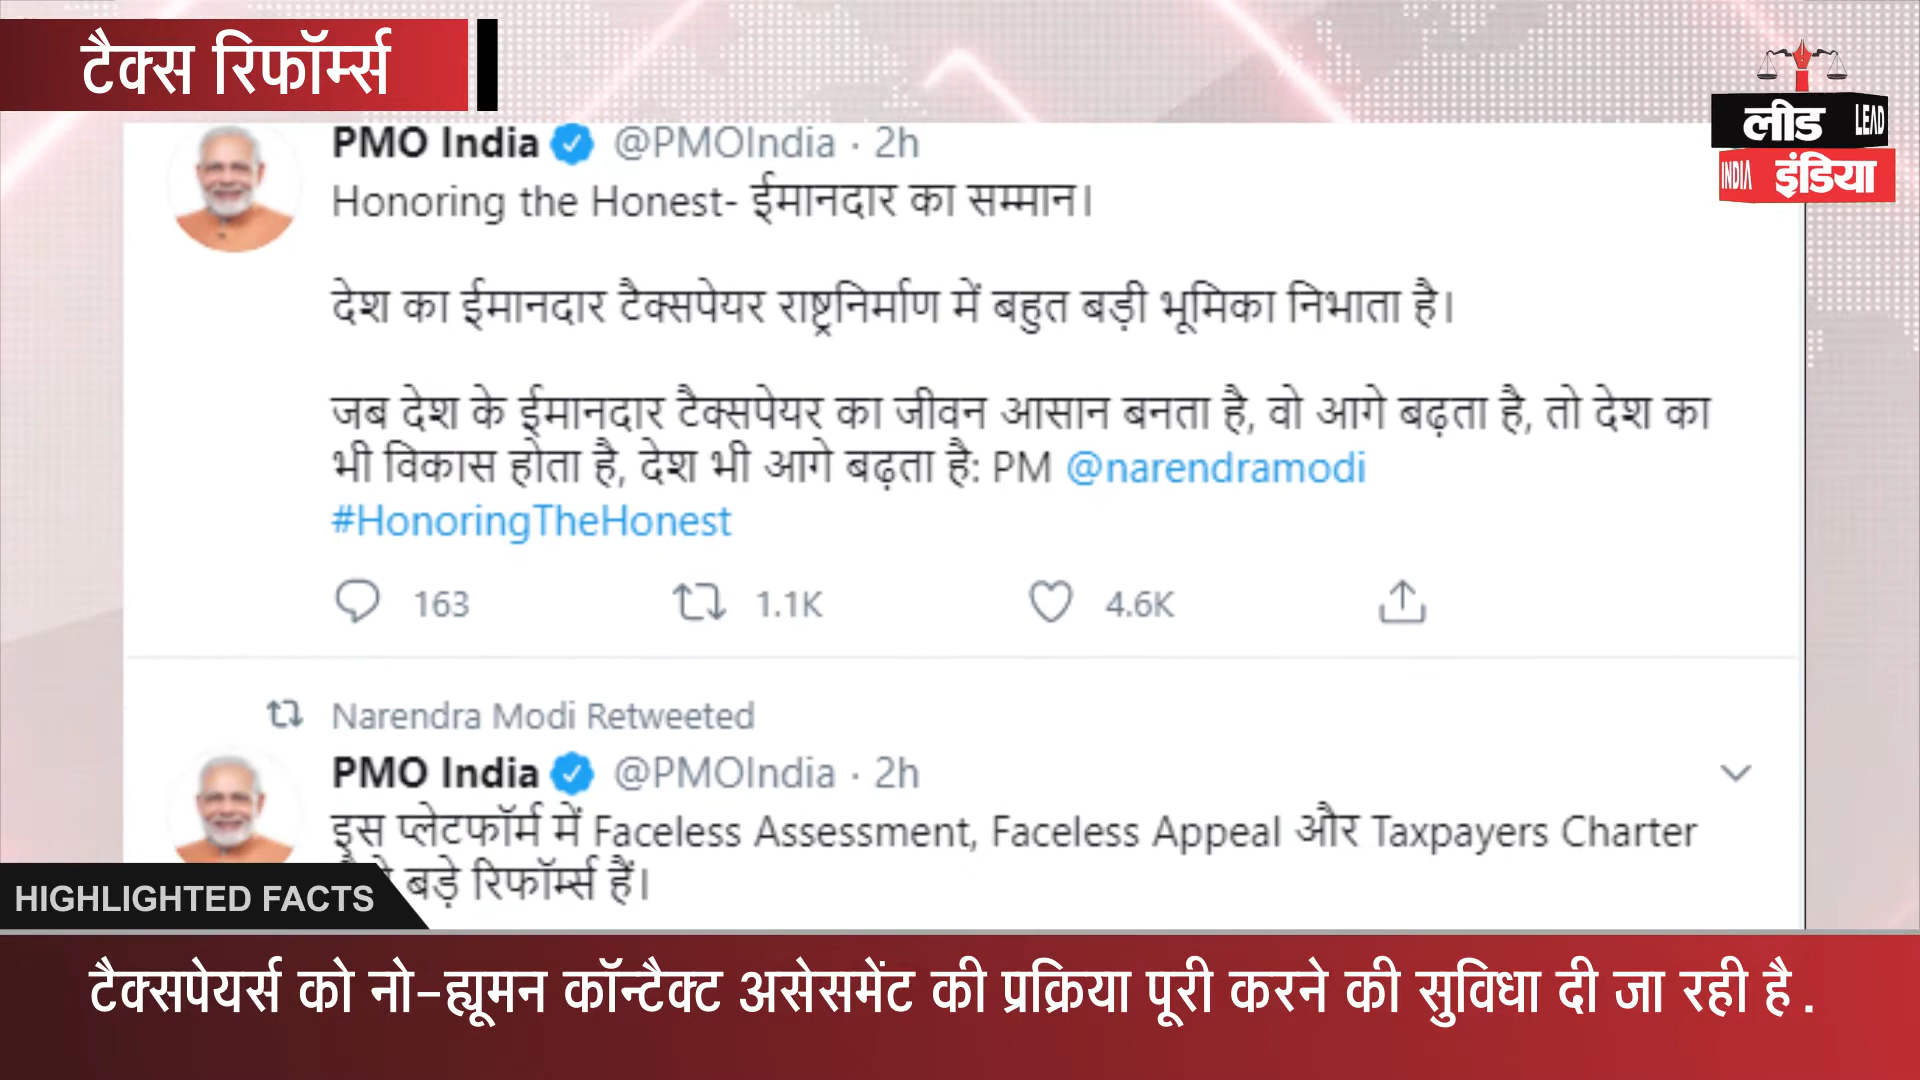 टैक्स रिफॉर्म्स
लीड LEAD
INDIA इंडिया
PMO India @PMOIndia · 2h
Honoring the Honest- ईमानदार का सम्मान।
देश का ईमानदार टैक्सपेयर राष्ट्रनिर्माण में बहुत बड़ी भूमिका निभाता है।
जब देश के ईमानदार टैक्सपेयर का जीवन आसान बनता है, वो आगे बढ़ता है, तो देश का
भी विकास होता है, देश भी आगे बढ़ता है: PM @narendramodi
#HonoringTheHonest
163 1.1K 4.6K
Narendra Modi Retweeted
PMO India @PMOIndia · 2h
इस प्लेटफॉर्म में Faceless Assessment, Faceless Appeal और Taxpayers Charter
बड़े रिफॉर्म्स हैं।
HIGHLIGHTED FACTS
टैक्सपेयर्स को नो-ह्यूमन कॉन्टैक्ट असेसमेंट की प्रक्रिया पूरी करने की सुविधा दी जा रही है .